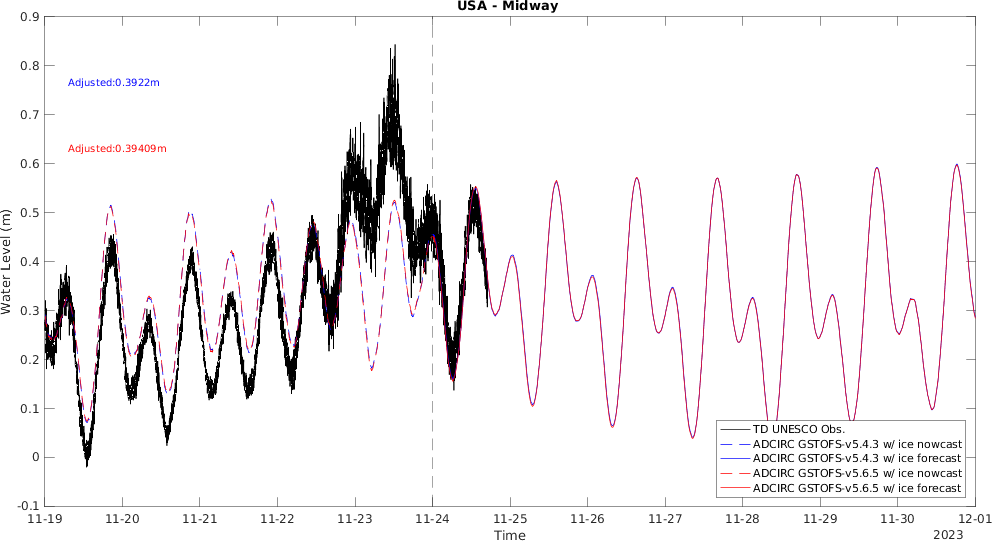 USA - Midway
0.9
0.8
0.7
0.6
0.5
0.4
0.3
0.2
0.1
0
-0.1
Water Level (m)
Adjusted:0.3922m
Adjusted:0.39409m
TD UNESCO Obs.
ADCIRC GSTOFS-v5.4.3 w/ ice nowcast
ADCIRC GSTOFS-v5.4.3 w/ ice forecast
ADCIRC GSTOFS-v5.6.5 w/ ice nowcast
ADCIRC GSTOFS-v5.6.5 w/ ice forecast
11-19 11-20 11-21 11-22 11-23 11-24 11-25 11-26 11-27 11-28 11-29 11-30 12-01
Time
2023